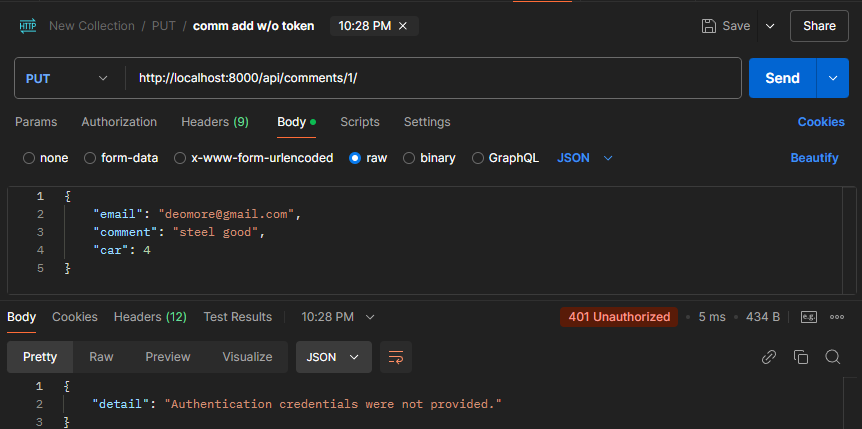 HTTP New Collection / PUT / comm add w/o token 10:28 PM × Save Share
PUT http://localhost:8000/api/comments/1/ Send
Params Authorization Headers (9) Body Scripts Settings Cookies
none form-data x-www-form-urlencoded raw binary GraphQL JSON Beautify
1 {
2 "email": "deomore@gmail.com",
3 "comment": "steel good",
4 "car": 4
5 }
Body Cookies Headers (12) Test Results 10:28 PM 401 Unauthorized • 5 ms • 434 B e.g. ooo
Pretty Raw Preview Visualize JSON
1 {
2 "detail": "Authentication credentials were not provided."
3 }